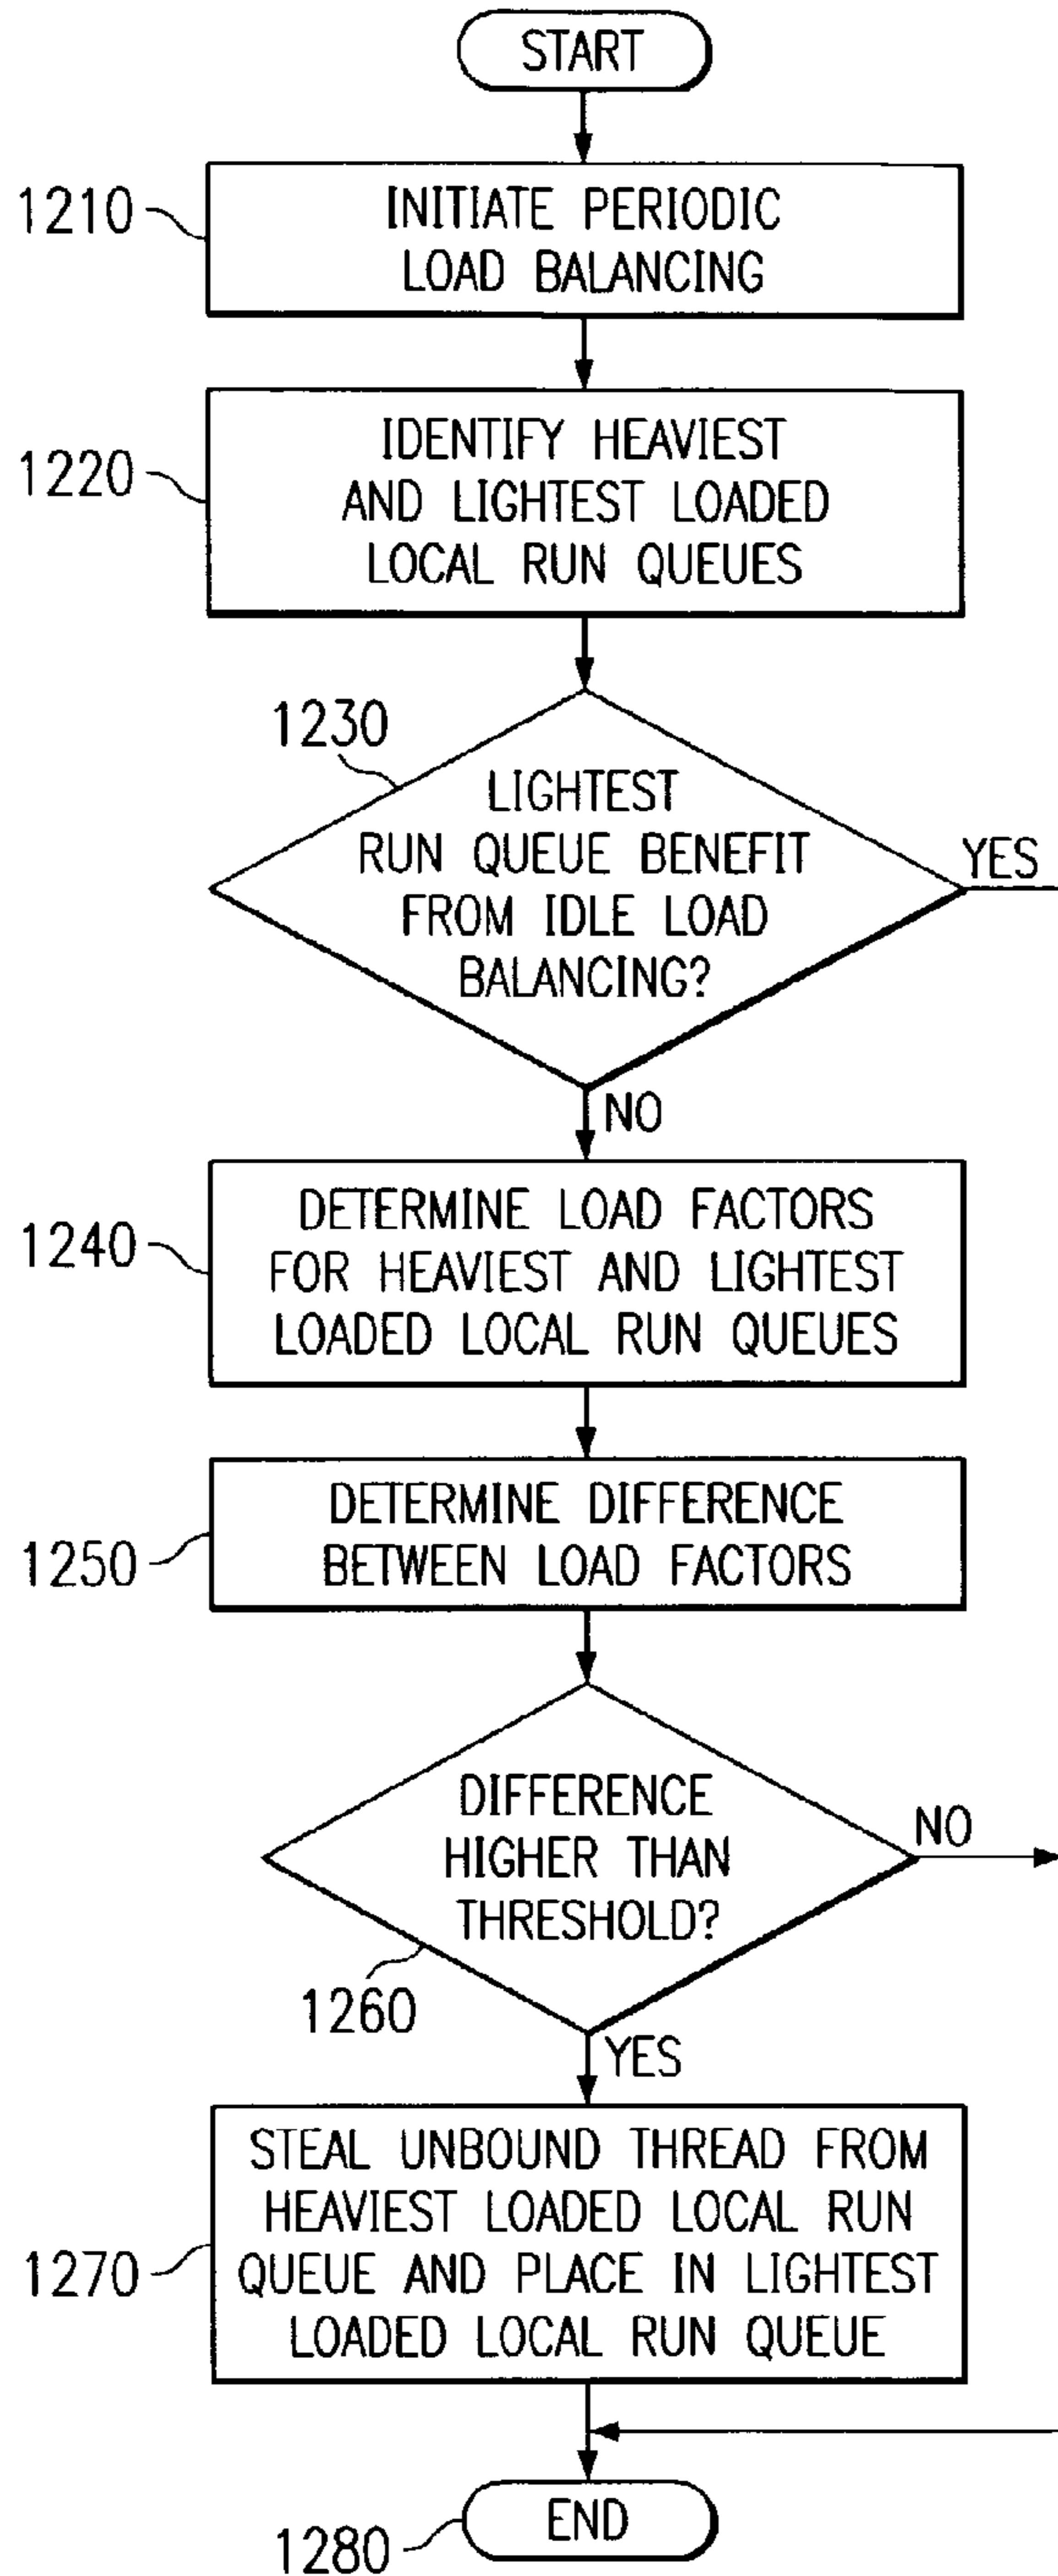 START
1210
INITIATE PERIODIC
LOAD BALANCING
1220
IDENTIFY HEAVIEST
AND LIGHTEST LOADED
LOCAL RUN QUEUES
1230
LIGHTEST
RUN QUEUE BENEFIT
FROM IDLE LOAD
BALANCING?
YES
NO
1240
DETERMINE LOAD FACTORS
FOR HEAVIEST AND LIGHTEST
LOADED LOCAL RUN QUEUES
1250
DETERMINE DIFFERENCE
BETWEEN LOAD FACTORS
DIFFERENCE
HIGHER THAN
THRESHOLD?
NO
1260
YES
1270
STEAL UNBOUND THREAD FROM
HEAVIEST LOADED LOCAL RUN
QUEUE AND PLACE IN LIGHTEST
LOADED LOCAL RUN QUEUE
1280
END